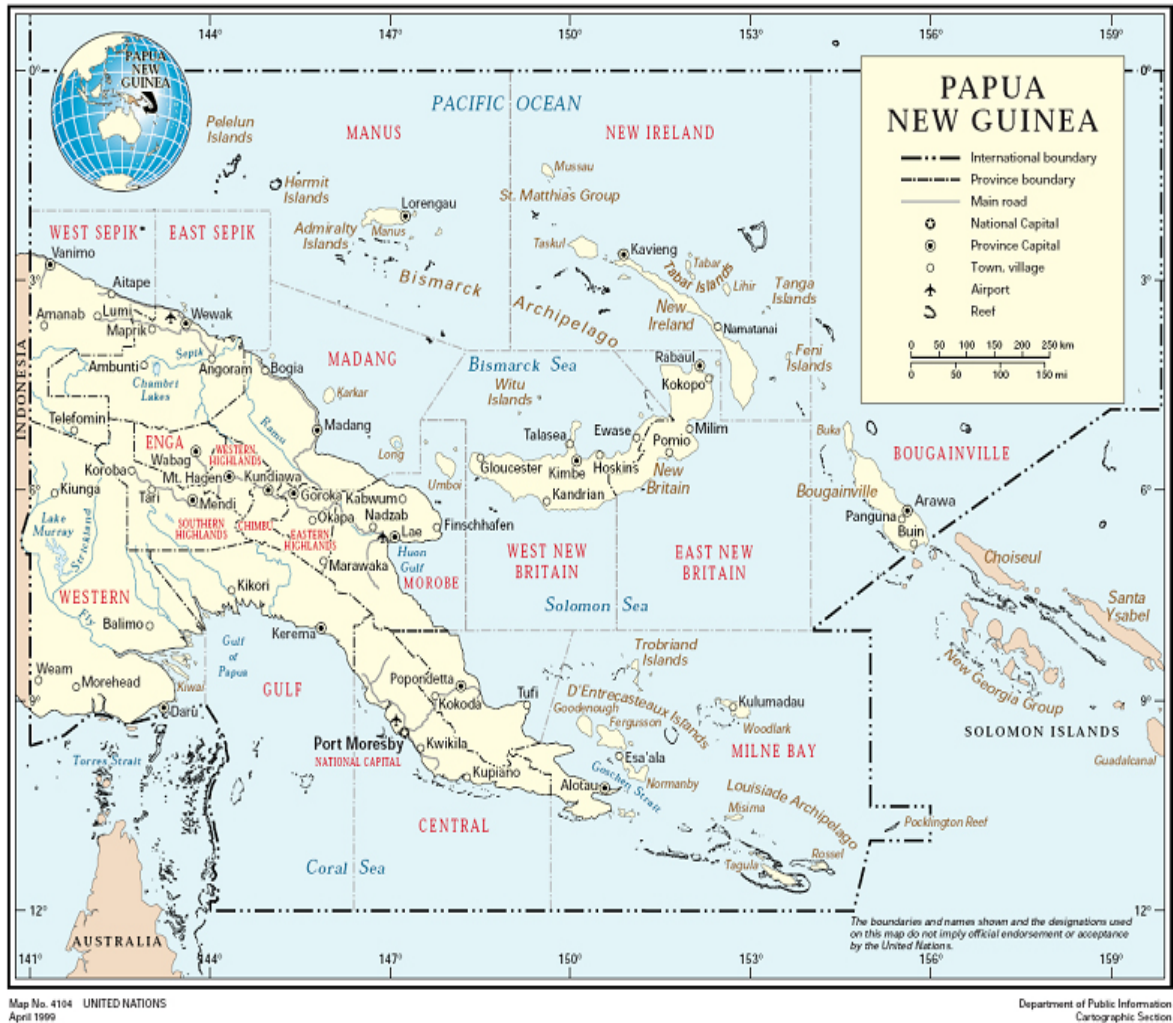 144°
147°
150°
153°
156°
159°
0°
0°
PAPUA
NEW
GUINEA
PAPUA
NEW GUINEA
International boundary
Province boundary
Main road
National Capital
Province Capital
Town, village
Airport
Reef
0 50 100 150 200 250 km
0 50 100 150 mi
PACIFIC OCEAN
MANUS
NEW IRELAND
Pelelun
Islands
Hermit
Islands
Mussau
St. Matthias Group
Lorengau
Admiralty
Islands
Manus
WEST SEPIK
EAST SEPIK
Vanimo
Taskul
Kavieng
Tabar
Tabar Islands
Lihir
Tanga
Islands
3°
3°
Bismarck
Archipelago
Aitape
Amanab
Lumi
Maprik
Wewak
New
Ireland
Namatanai
INDONESIA
Sepik
Ambunti
Chambri
Lakes
Angoram
Bogia
MADANG
Karkar
Bismarck Sea
Witu
Islands
Rabaul
Kokopo
Feni
Islands
Telefomin
Ramu
Madang
ENGA
Wabag
WESTERN
HIGHLANDS
Long
Umboi
Talasea
Ewase
Milim
Pomio
Buka
BOUGAINVILLE
Koroba
Mt. Hagen
Kundiawa
Gloucester
Kimbe
Hoskins
New
Britain
Kandrian
6°
6°
Kiunga
Tari
Mendi
Goroka
Kabwum
Bougainville
Arawa
Panguna
Buin
Lake
Murray
Strickland
SOUTHERN
HIGHLANDS
CHIMBU
Okapa
EASTERN
HIGHLANDS
Nadzab
Lae
Finschhafen
Huon
Gulf
Marawaka
MOROBE
WEST NEW
BRITAIN
EAST NEW
BRITAIN
Choiseul
WESTERN
Kikori
Solomon Sea
Santa
Ysabel
Fly
Balimo
Gulf
of
Papua
Kerema
Trobriand
Islands
New Georgia Group
Weam
Morehead
Kiwai
GULF
Popondetta
Kokoda
Tufi
D'Entrecasteaux Islands
Goodenough
Fergusson
Kulumadau
Woodlark
9°
9°
Daru
Port Moresby
NATIONAL CAPITAL
Kwikila
Kupiano
Esa'ala
MILNE BAY
SOLOMON ISLANDS
Guadalcanal
Torres Strait
Alotau
Goschen Strait
Normanby
Louisiade Archipelago
Misima
Pocklington Reef
CENTRAL
Coral Sea
Tagula
Rossel
12°
12°
AUSTRALIA
The boundaries and names shown and the designations used
on this map do not imply official endorsement or acceptance
by the United Nations.
141°
144°
147°
150°
153°
156°
159°
Map No. 4104 UNITED NATIONS
April 1999
Department of Public Information
Cartographic Section